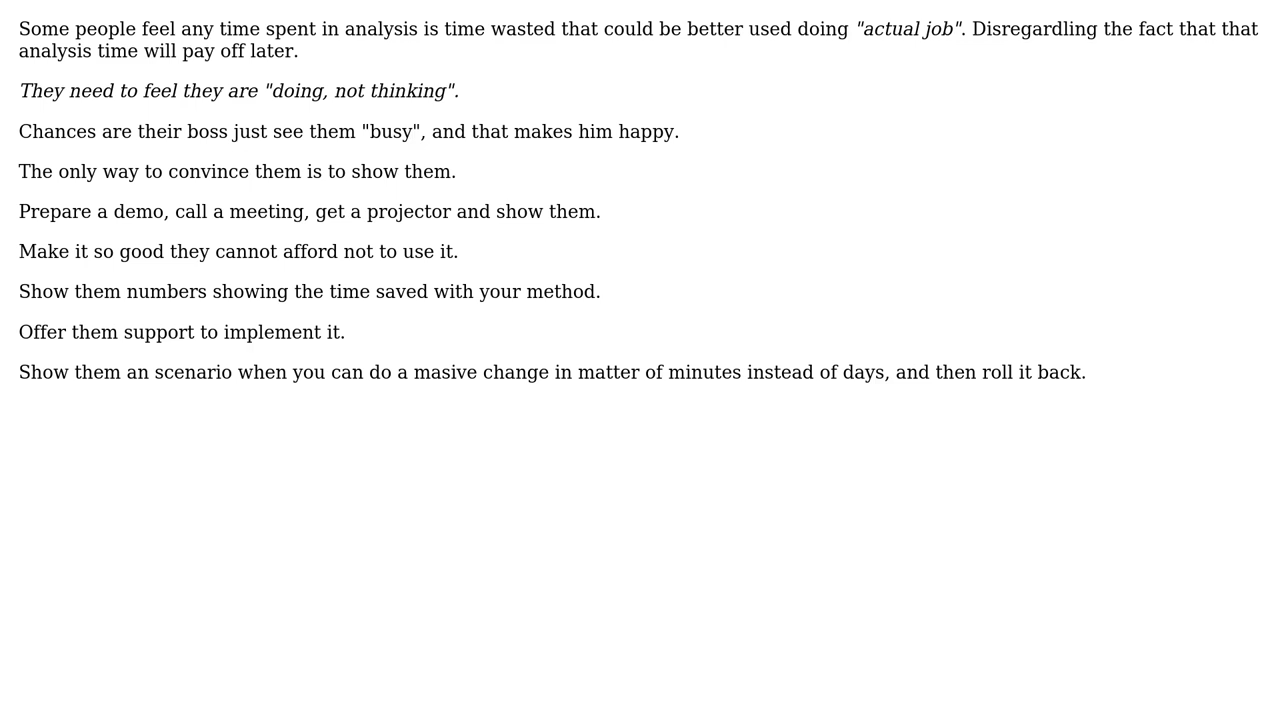 Some people feel any time spent in analysis is time wasted that could be better used doing "actual job". Disregardling the fact that that
analysis time will pay off later.
They need to feel they are "doing, not thinking".
Chances are their boss just see them "busy", and that makes him happy.
The only way to convince them is to show them.
Prepare a demo, call a meeting, get a projector and show them.
Make it so good they cannot afford not to use it.
Show them numbers showing the time saved with your method.
Offer them support to implement it.
Show them an scenario when you can do a masive change in matter of minutes instead of days, and then roll it back.